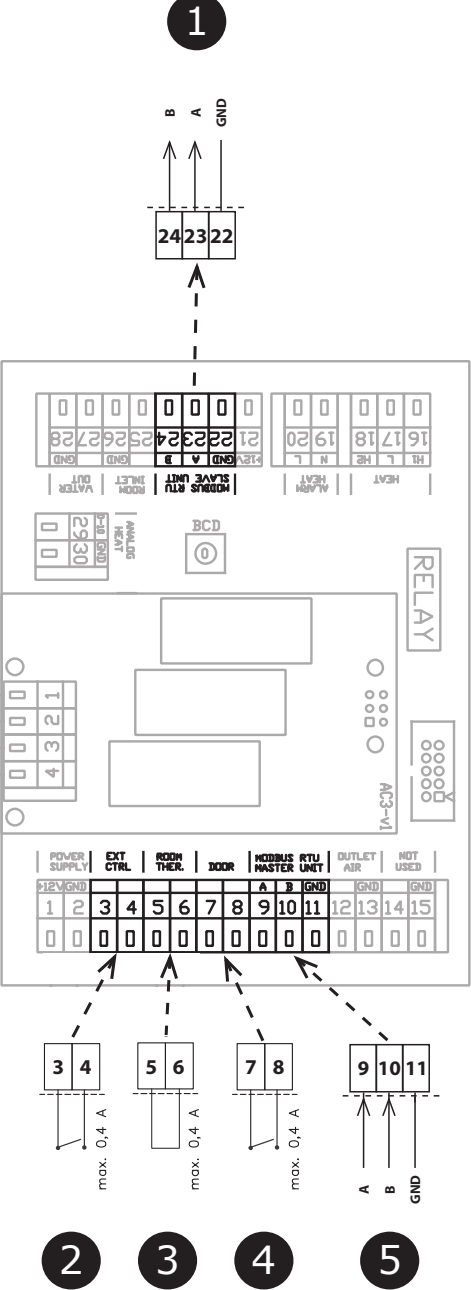 1
B A GND
24 23 22
28 27 26 25 24 23 22 21 20 19 18 17 16
GND GND B A GND +12V L N H2 L H1
WATER OUT ROOM INLET MODBUS RTU SLAVE UNIT ALARM HEAT HEAT
29 30
0-10 GND
ANALOG HEAT
BCD
0
RELAY
1
2
3
4
AC3-v1
POWER SUPPLY EXT CTRL ROOM THER. DOOR MODBUS RTU MASTER UNIT OUTLET AIR NOT USED
+12V GND A B GND GND GND
1 2 3 4 5 6 7 8 9 10 11 12 13 14 15
3 4 5 6 7 8 9 10 11
max. 0,4 A max. 0,4 A max. 0,4 A A B GND
2 3 4 5